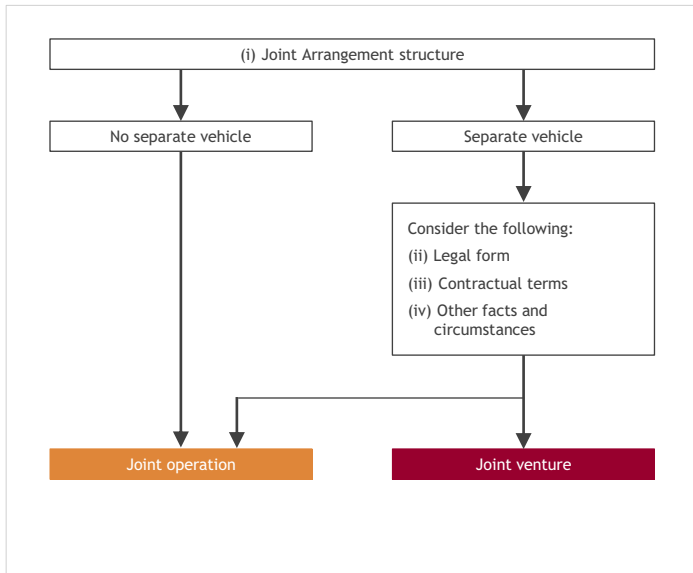 (i) Joint Arrangement structure
No separate vehicle
Separate vehicle
Consider the following:
(ii) Legal form
(iii) Contractual terms
(iv) Other facts and
circumstances
Joint operation
Joint venture